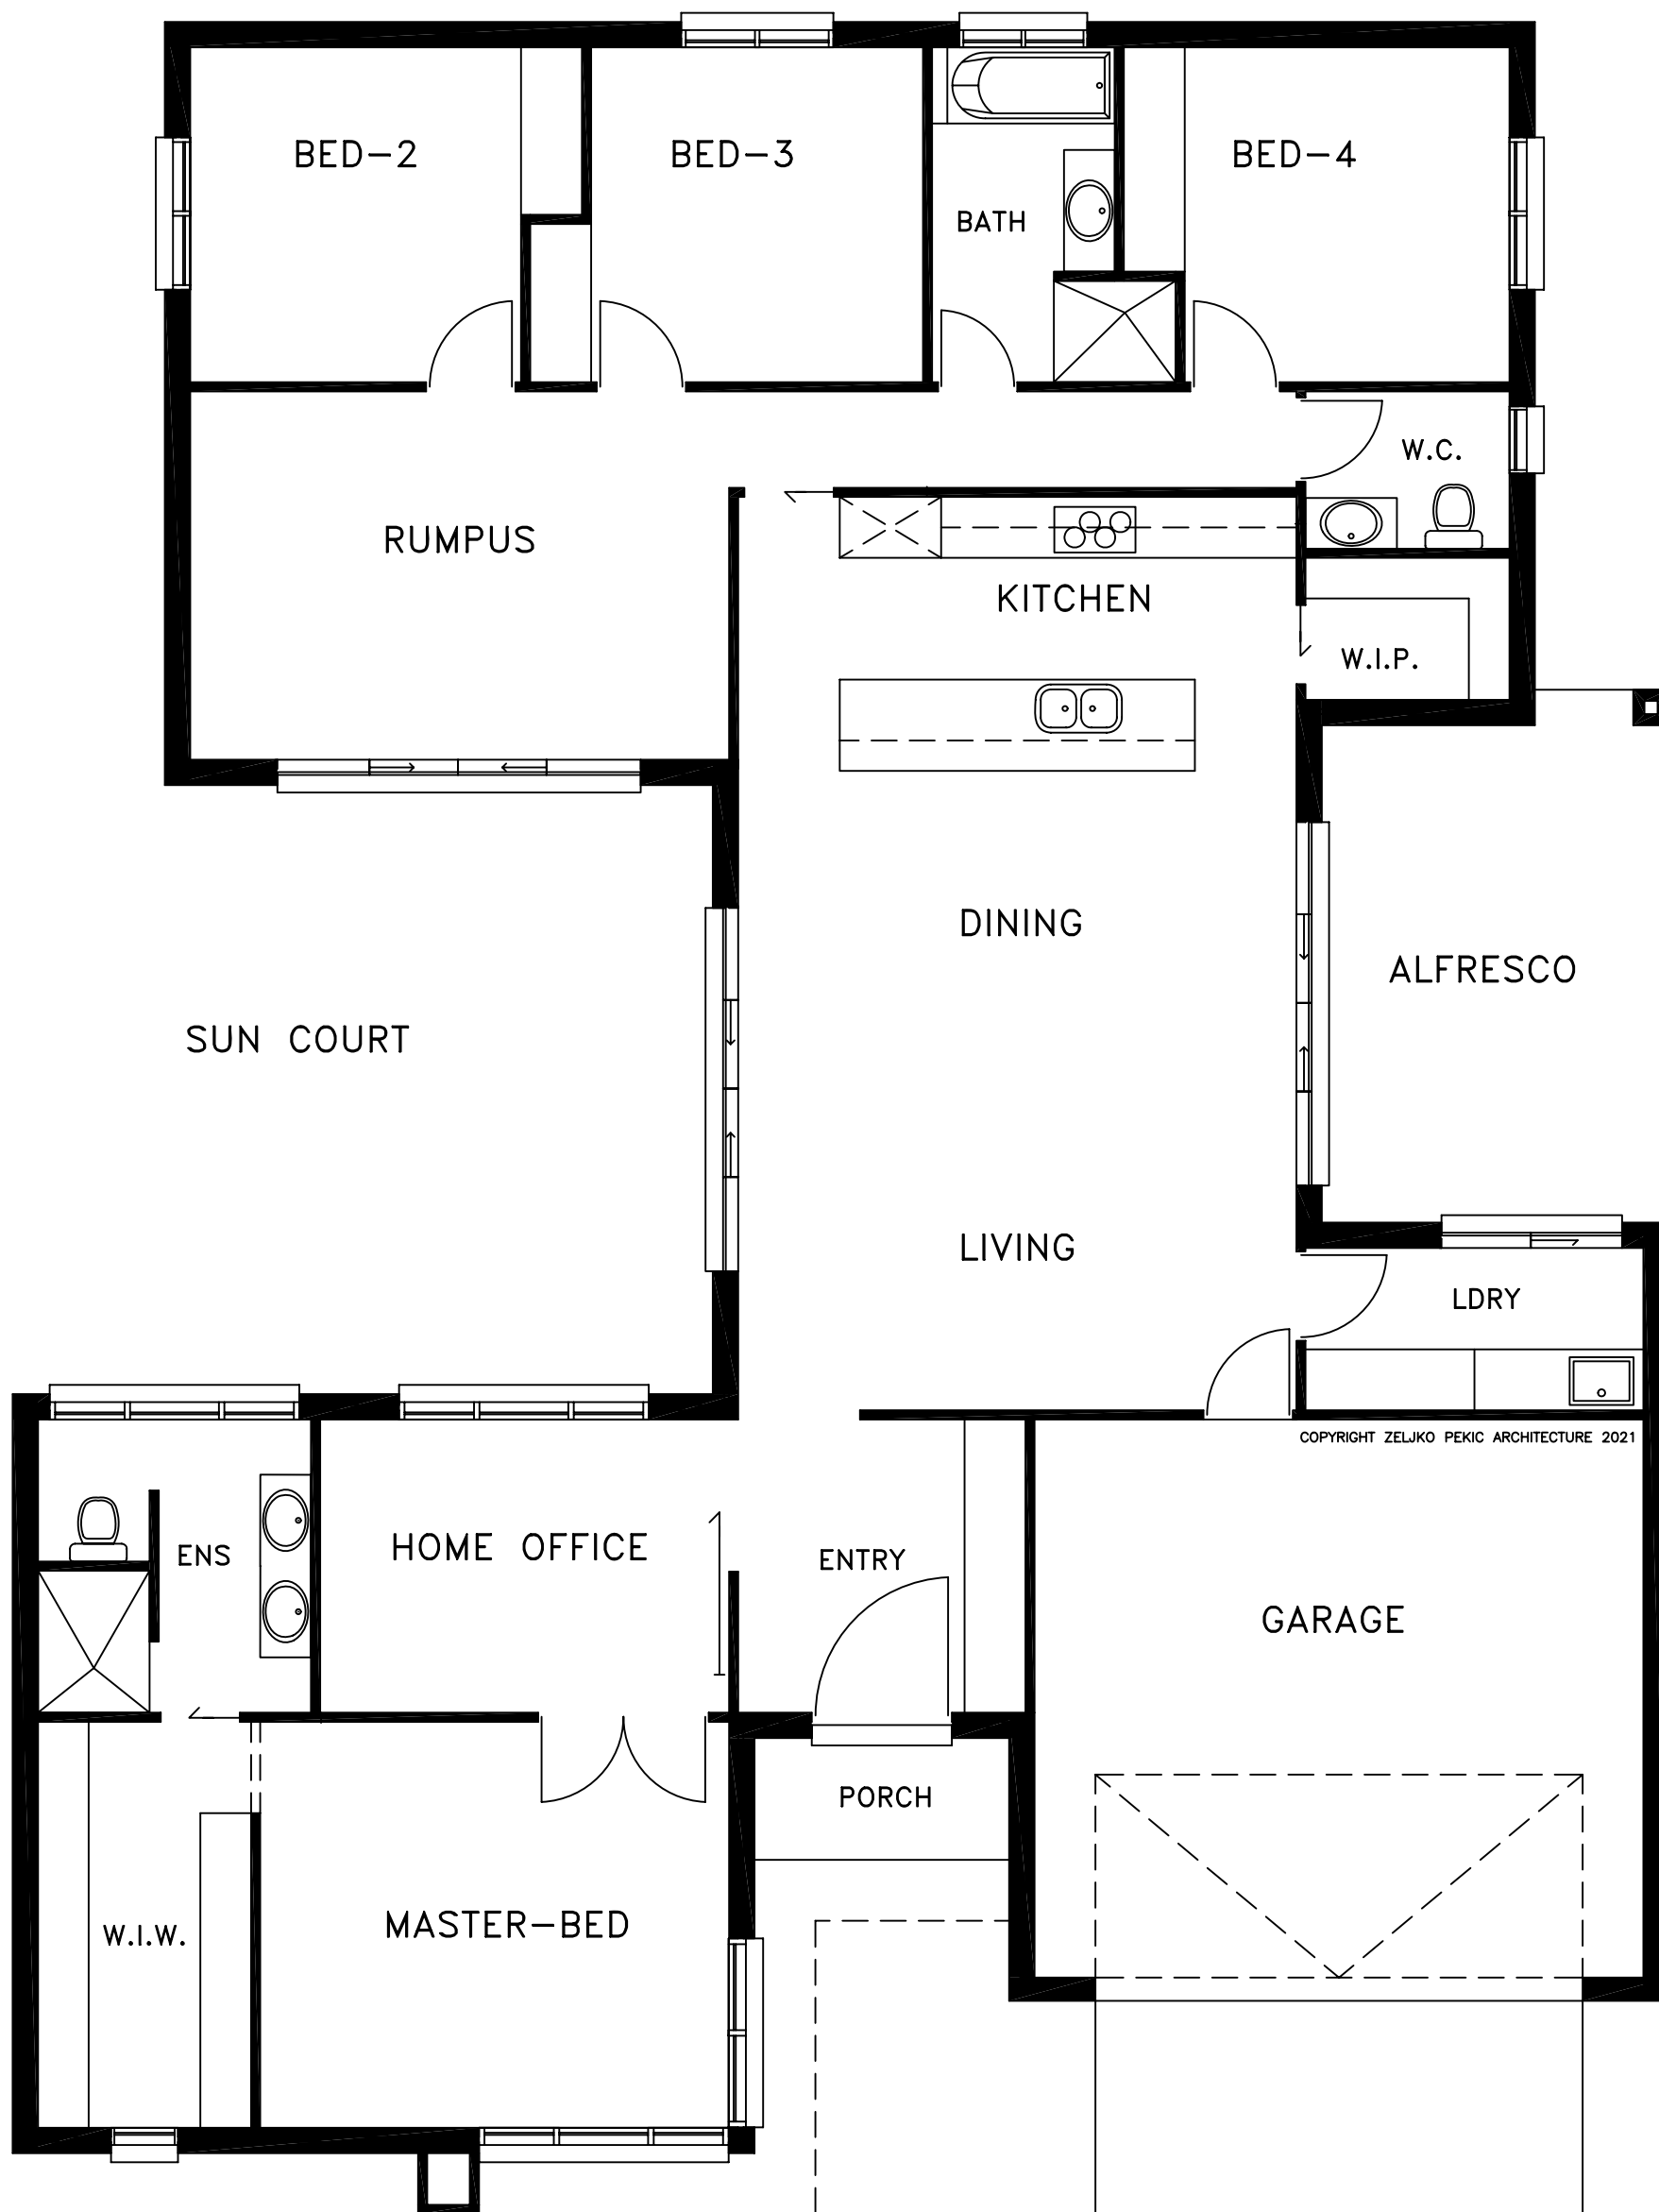 BED-2
BED-3
BED-4
BATH
W.C.
RUMPUS
KITCHEN
W.I.P.
DINING
ALFRESCO
SUN COURT
LIVING
LDRY
COPYRIGHT ZELJKO PEKIC ARCHITECTURE 2021
HOME OFFICE
ENS
ENTRY
GARAGE
PORCH
MASTER-BED
W.I.W.